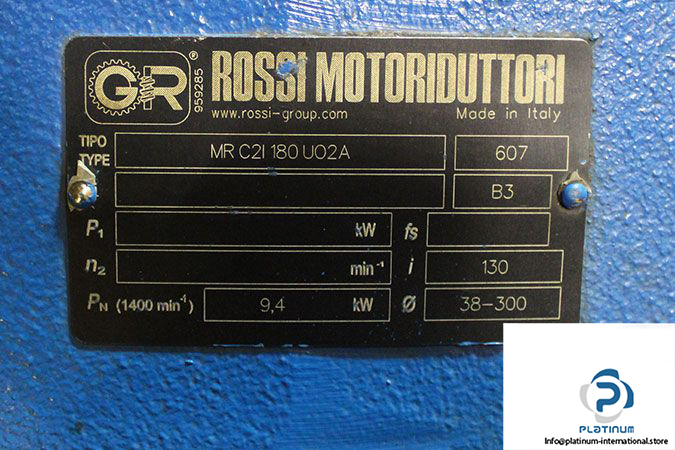 GR ®
959285
ROSSI MOTORIDUTTORI
www.rossi-group.com Made in Italy
TIPO
TYPE MR C2I 180 UO2A 607
B3
P₁ kW fs
n₂ min⁻¹ i 130
PN (1400 min⁻¹) 9,4 kW Ø 38-300
P
PLATINUM
Info@platinum-international.store